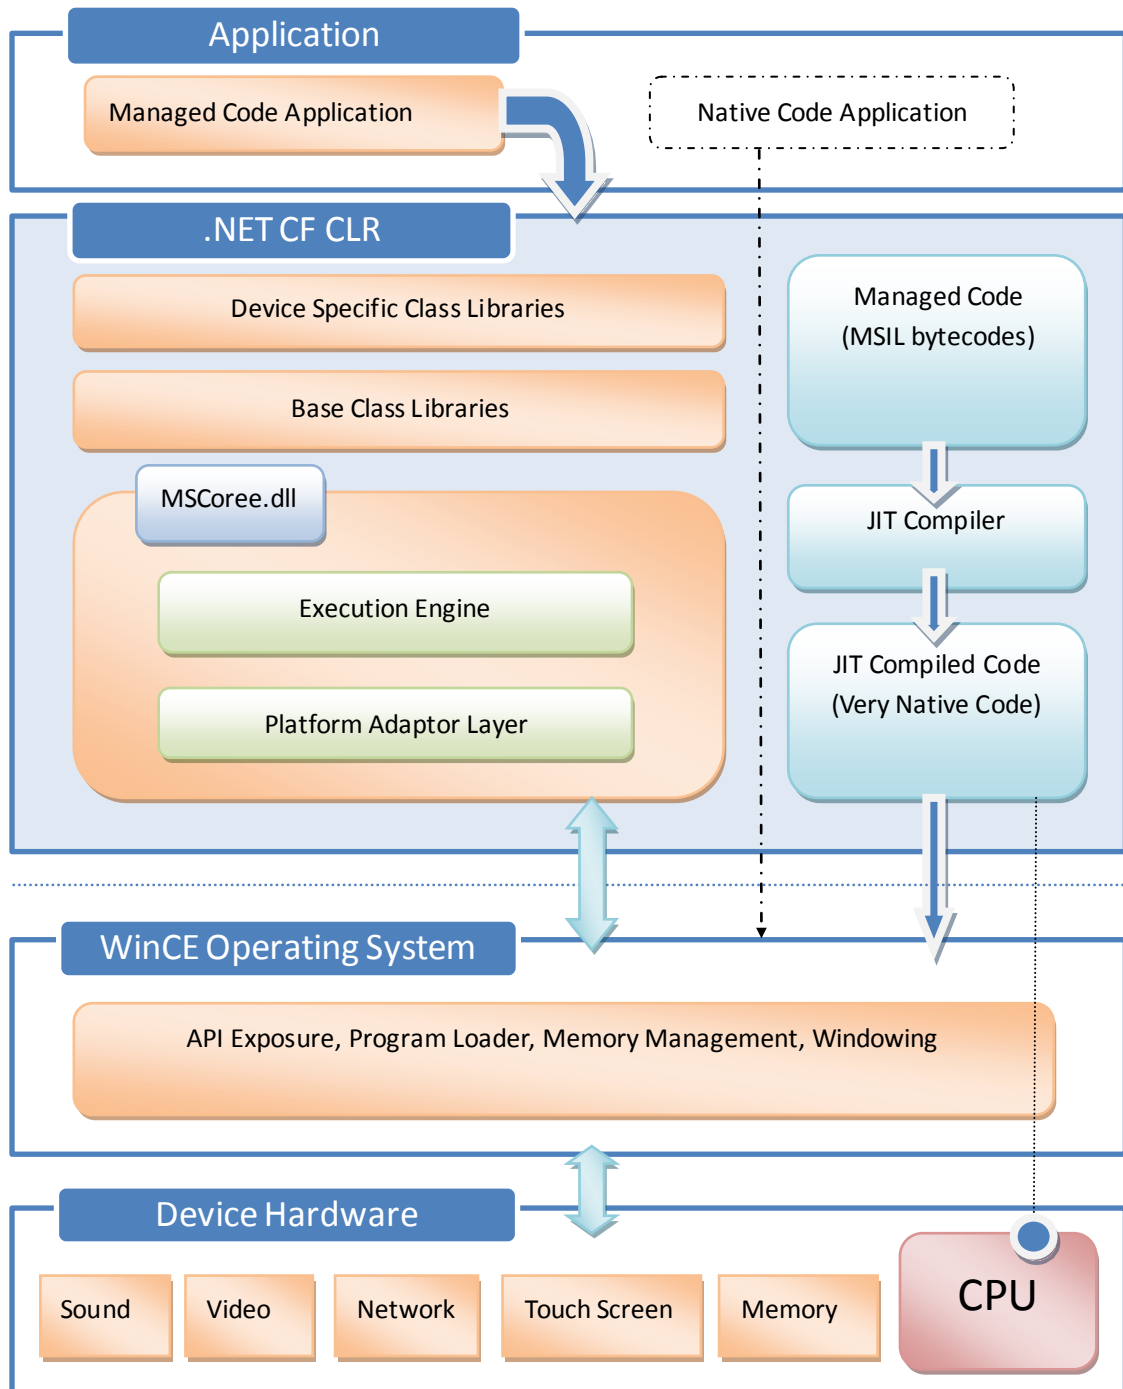 Application
Managed Code Application
Native Code Application
.NET CF CLR
Device Specific Class Libraries
Base Class Libraries
MSCoree.dll
Execution Engine
Platform Adaptor Layer
Managed Code
(MSIL bytecodes)
JIT Compiler
JIT Compiled Code
(Very Native Code)
WinCE Operating System
API Exposure, Program Loader, Memory Management, Windowing
Device Hardware
Sound
Video
Network
Touch Screen
Memory
CPU